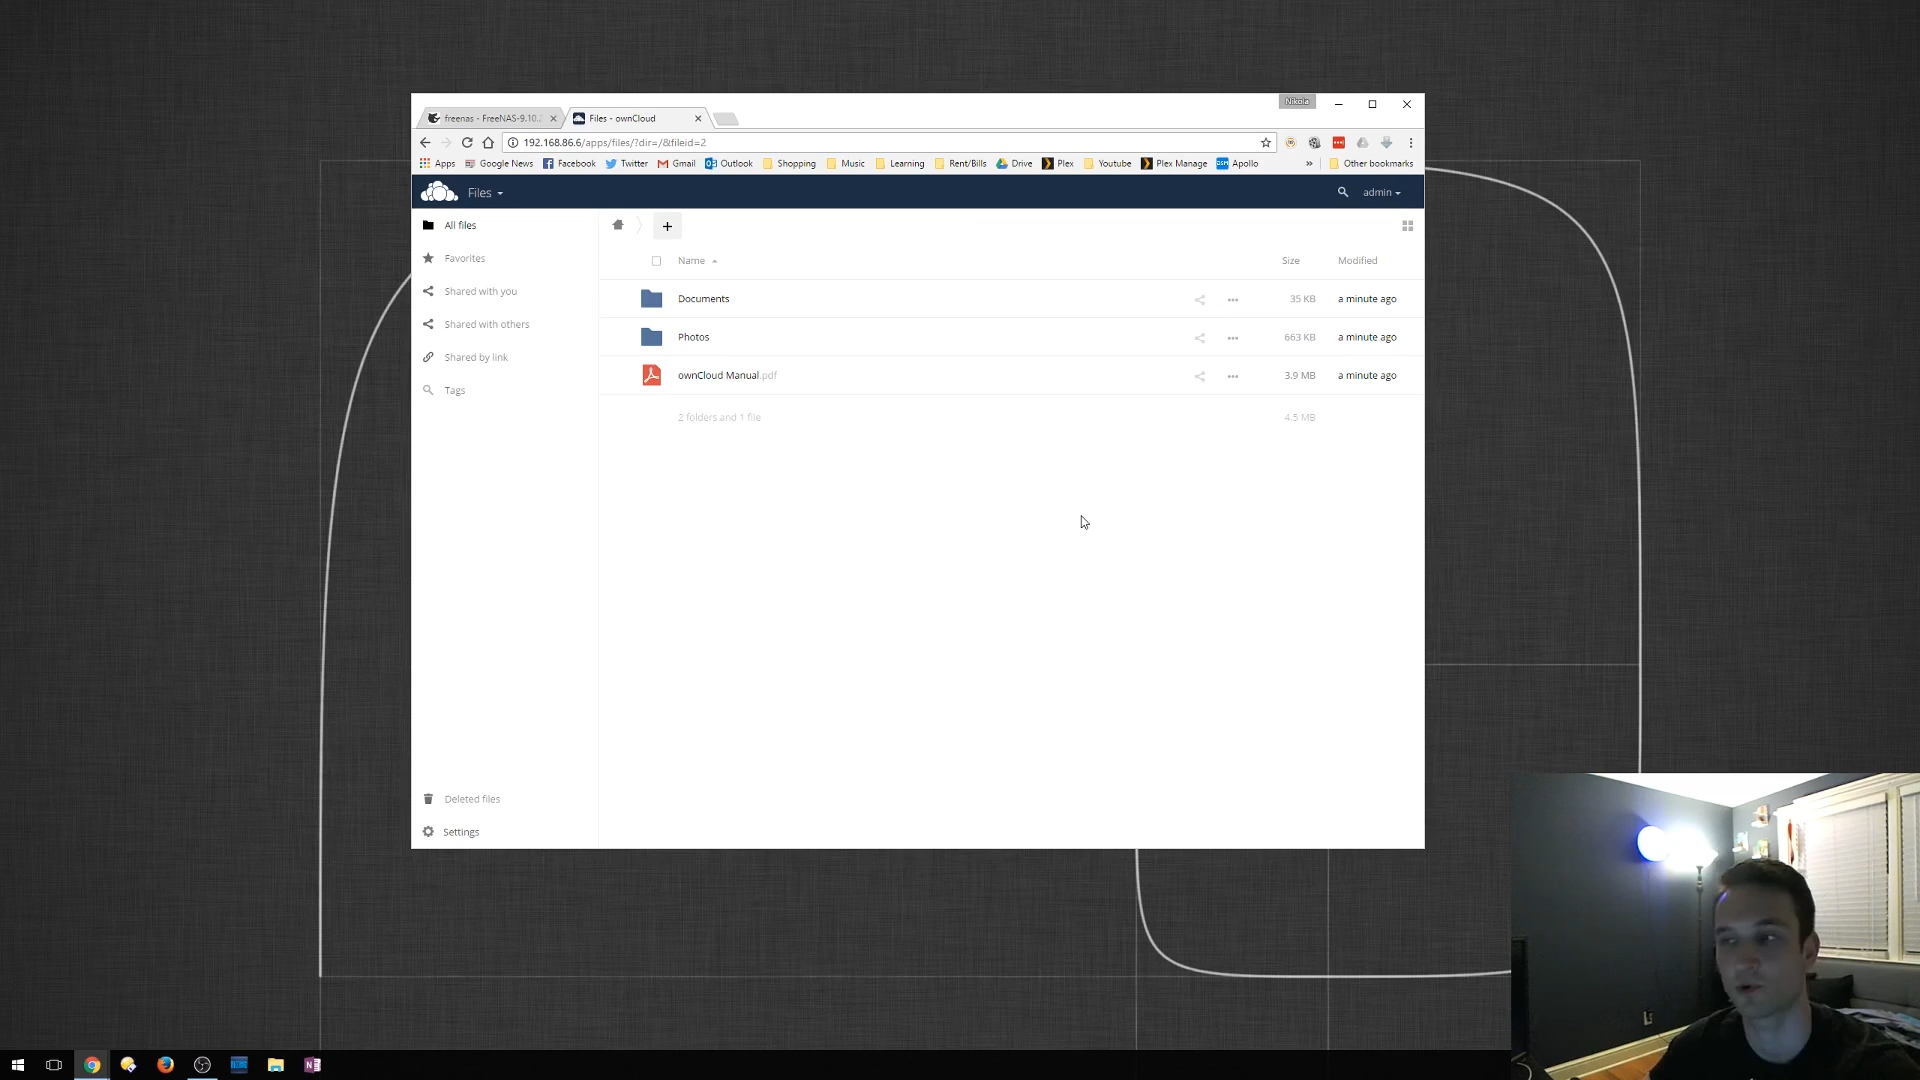 Nikola
freenas - FreeNAS-9.10.
Files - ownCloud
192.168.86.6/apps/files/?dir=/&fileid=2
Apps Google News Facebook Twitter Gmail Outlook Shopping Music Learning Rent/Bills Drive Plex Youtube Plex Manage Apollo » Other bookmarks
Files
admin
All files
Favorites
Shared with you
Shared with others
Shared by link
Tags
Deleted files
Settings
Name Size Modified
Documents 35 KB a minute ago
Photos 663 KB a minute ago
ownCloud Manual.pdf 3.9 MB a minute ago
2 folders and 1 file 4.5 MB